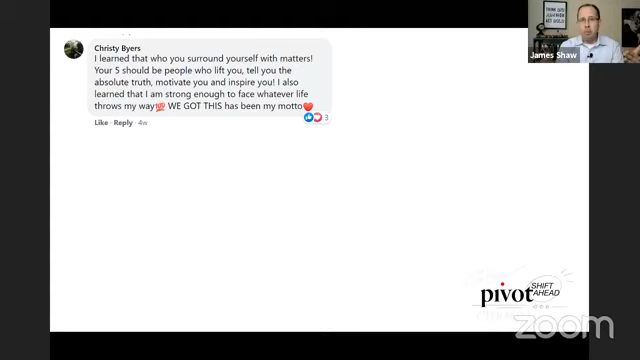 Christy Byers
I learned that who you surround yourself with matters!
Your 5 should be people who lift you, tell you the
absolute truth, motivate you and inspire you! I also
learned that I am strong enough to face whatever life
throws my way💯 WE GOT THIS has been my motto❤️
3
Like · Reply · 4w
James Shaw
pivot
SHIFT
AHEAD
zoom